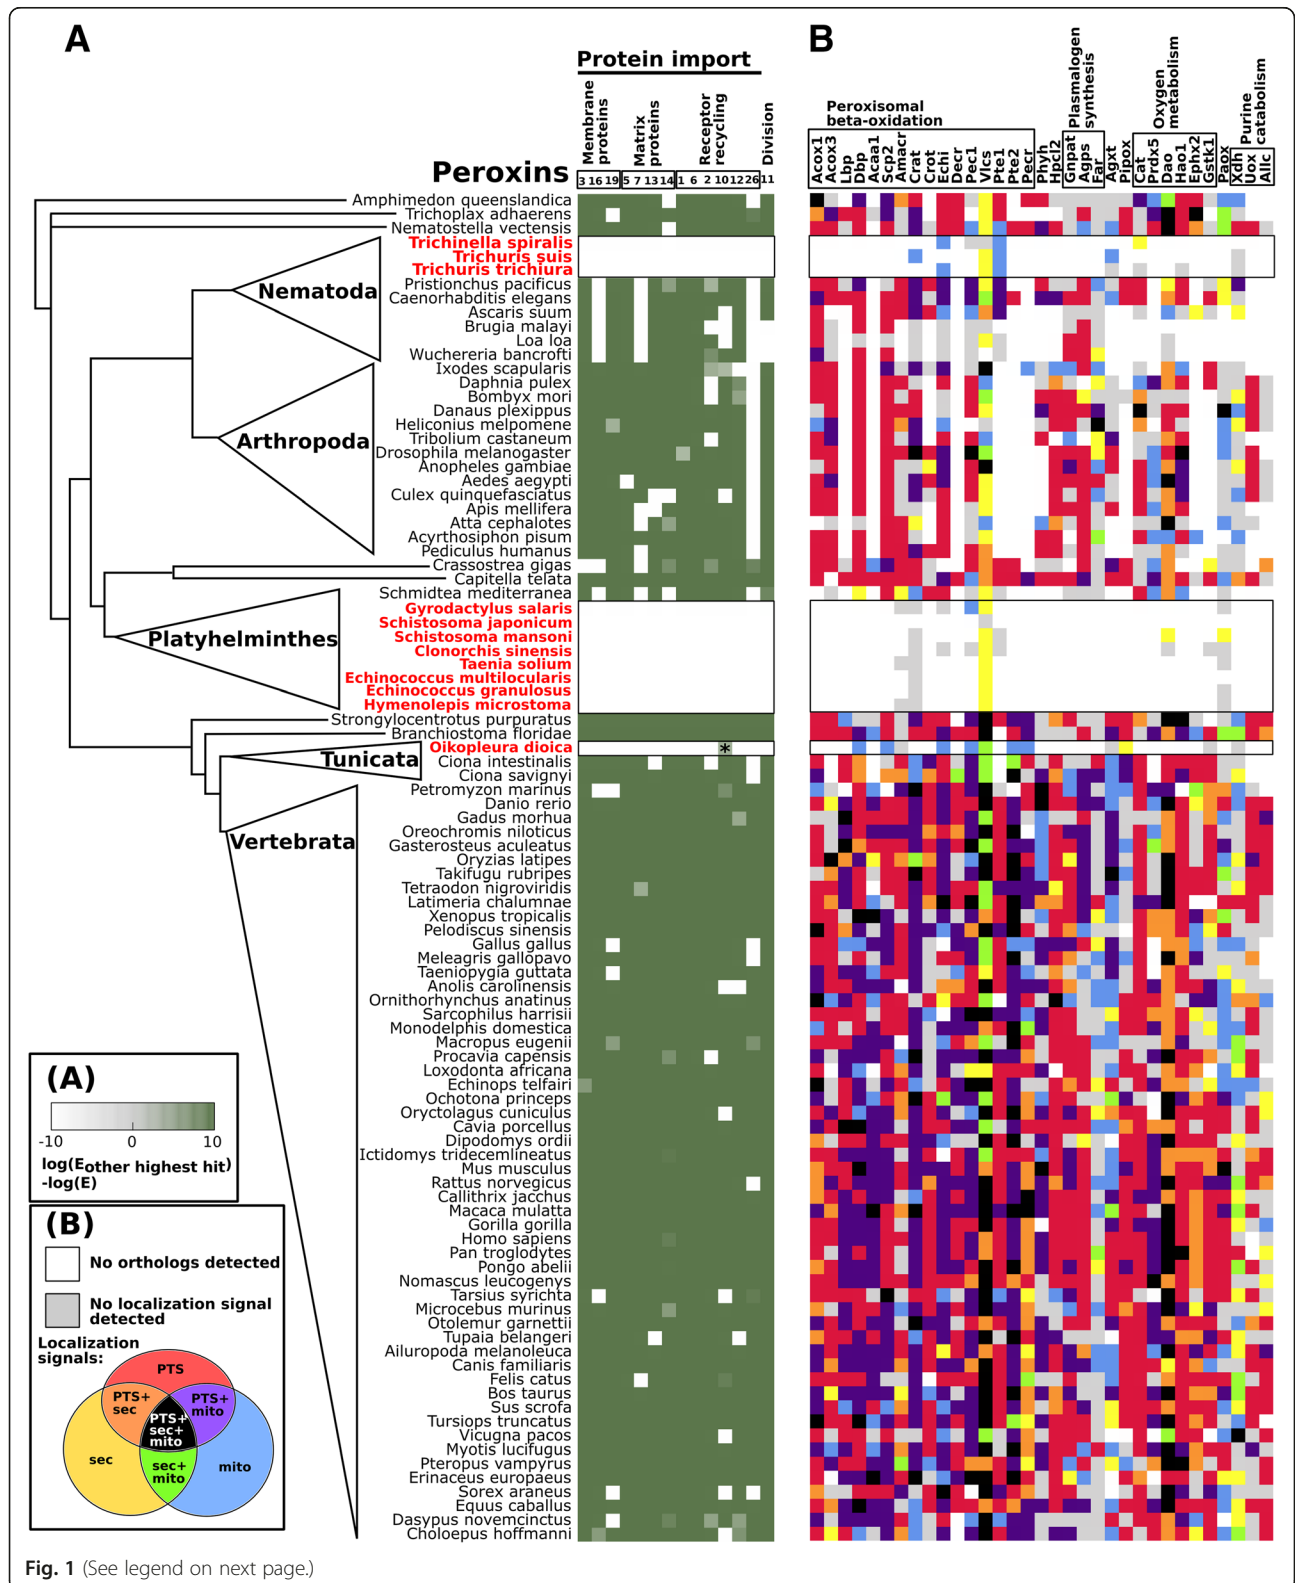 A
B
Protein import
Membrane
proteins
Matrix
proteins
Receptor
recycling
Division
Peroxins
3 16 19 5 7 13 14 1 6 2 10 12 26 11
Peroxisomal
beta-oxidation
Plasmalogen
synthesis
Oxygen
metabolism
Purine
catabolism
Acox1
Acox3
Lbp
Dbp
Acaa1
Scp2
Amacr
Crat
Crot
Echi
Decr
Pec1
Vlcs
Pte1
Pte2
Pecr
Phyh
Hpcl2
Gnpat
Agps
Far
Agxt
Pipox
Cat
Prdx5
Dao
Hao1
Ephx2
Gstk1
Paox
Xdh
Uox
Allc
Amphimedon queenslandica
Trichoplax adhaerens
Nematostella vectensis
Trichinella spiralis
Trichuris suis
Trichuris trichiura
Pristionchus pacificus
Caenorhabditis elegans
Ascaris suum
Brugia malayi
Loa loa
Wuchereria bancrofti
Ixodes scapularis
Daphnia pulex
Bombyx mori
Danaus plexippus
Heliconius melpomene
Tribolium castaneum
Drosophila melanogaster
Anopheles gambiae
Aedes aegypti
Culex quinquefasciatus
Apis mellifera
Atta cephalotes
Acyrthosiphon pisum
Pediculus humanus
Crassostrea gigas
Capitella telata
Schmidtea mediterranea
Gyrodactylus salaris
Schistosoma japonicum
Schistosoma mansoni
Clonorchis sinensis
Taenia solium
Echinococcus multilocularis
Echinococcus granulosus
Hymenolepis microstoma
Strongylocentrotus purpuratus
Branchiostoma floridae
Oikopleura dioica
*
Ciona intestinalis
Ciona savignyi
Petromyzon marinus
Danio rerio
Gadus morhua
Oreochromis niloticus
Gasterosteus aculeatus
Oryzias latipes
Takifugu rubripes
Tetraodon nigroviridis
Latimeria chalumnae
Xenopus tropicalis
Pelodiscus sinensis
Gallus gallus
Meleagris gallopavo
Taeniopygia guttata
Anolis carolinensis
Ornithorhynchus anatinus
Sarcophilus harrisii
Monodelphis domestica
Macropus eugenii
Procavia capensis
Loxodonta africana
Echinops telfairi
Ochotona princeps
Oryctolagus cuniculus
Cavia porcellus
Dipodomys ordii
Ictidomys tridecemlineatus
Mus musculus
Rattus norvegicus
Callithrix jacchus
Macaca mulatta
Gorilla gorilla
Homo sapiens
Pan troglodytes
Pongo abelii
Nomascus leucogenys
Tarsius syrichta
Microcebus murinus
Otolemur garnettii
Tupaia belangeri
Ailuropoda melanoleuca
Canis familiaris
Felis catus
Bos taurus
Sus scrofa
Tursiops truncatus
Vicugna pacos
Myotis lucifugus
Pteropus vampyrus
Erinaceus europaeus
Sorex araneus
Equus caballus
Dasypus novemcinctus
Choloepus hoffmanni
Nematoda
Arthropoda
Platyhelminthes
Tunicata
Vertebrata
(A)
-10 0 10
log(Eother highest hit)
-log(E)
(B)
No orthologs detected
No localization signal
detected
Localization
signals:
PTS
PTS+
sec
PTS+
mito
PTS+
sec+
mito
sec
sec+
mito
mito
Fig. 1 (See legend on next page.)